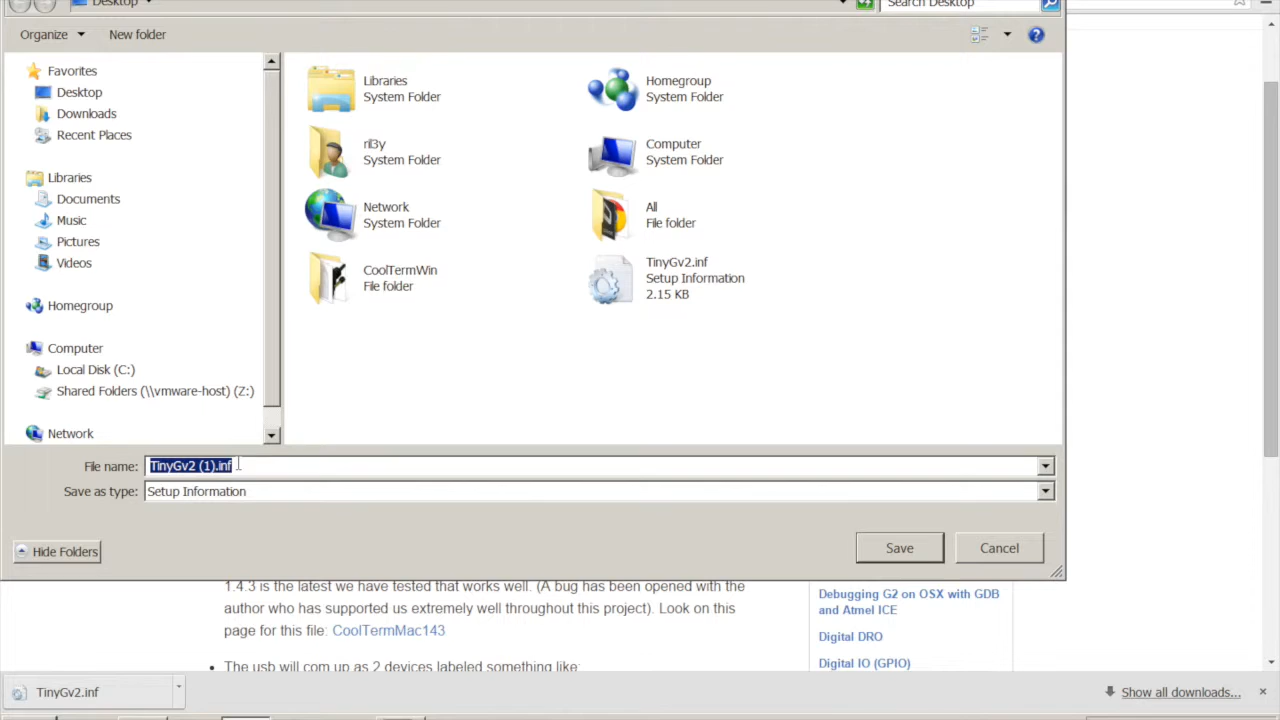 Desktop
Search Desktop
Organize
New folder
Favorites
Desktop
Downloads
Recent Places
Libraries
Documents
Music
Pictures
Videos
Homegroup
Computer
Local Disk (C:)
Shared Folders (\\vmware-host) (Z:)
Network
Libraries
System Folder
Homegroup
System Folder
ril3y
System Folder
Computer
System Folder
Network
System Folder
All
File folder
CoolTermWin
File folder
TinyGv2.inf
Setup Information
2.15 KB
File name: TinyGv2 (1).inf
Save as type: Setup Information
Hide Folders
Save
Cancel
1.4.3 is the latest we have tested that works well. (A bug has been opened with the
author who has supported us extremely well throughout this project). Look on this
page for this file: CoolTermMac143
The usb will com up as 2 devices labeled something like:
Debugging G2 on OSX with GDB
and Atmel ICE
Digital DRO
Digital IO (GPIO)
TinyGv2.inf
Show all downloads...